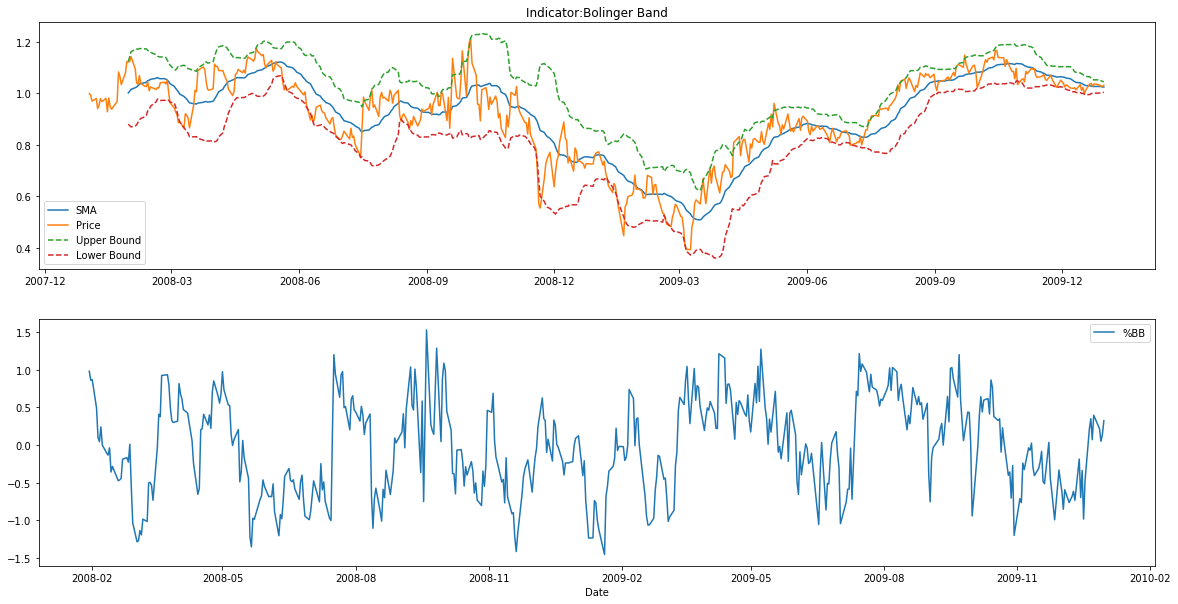 Indicator:Bolinger Band
1.2
1.0
0.8
0.6
0.4
SMA
Price
Upper Bound
Lower Bound
2007-12 2008-03 2008-06 2008-09 2008-12 2009-03 2009-06 2009-09 2009-12
%BB
1.5
1.0
0.5
0.0
−0.5
−1.0
−1.5
2008-02 2008-05 2008-08 2008-11 2009-02 2009-05 2009-08 2009-11 2010-02
Date